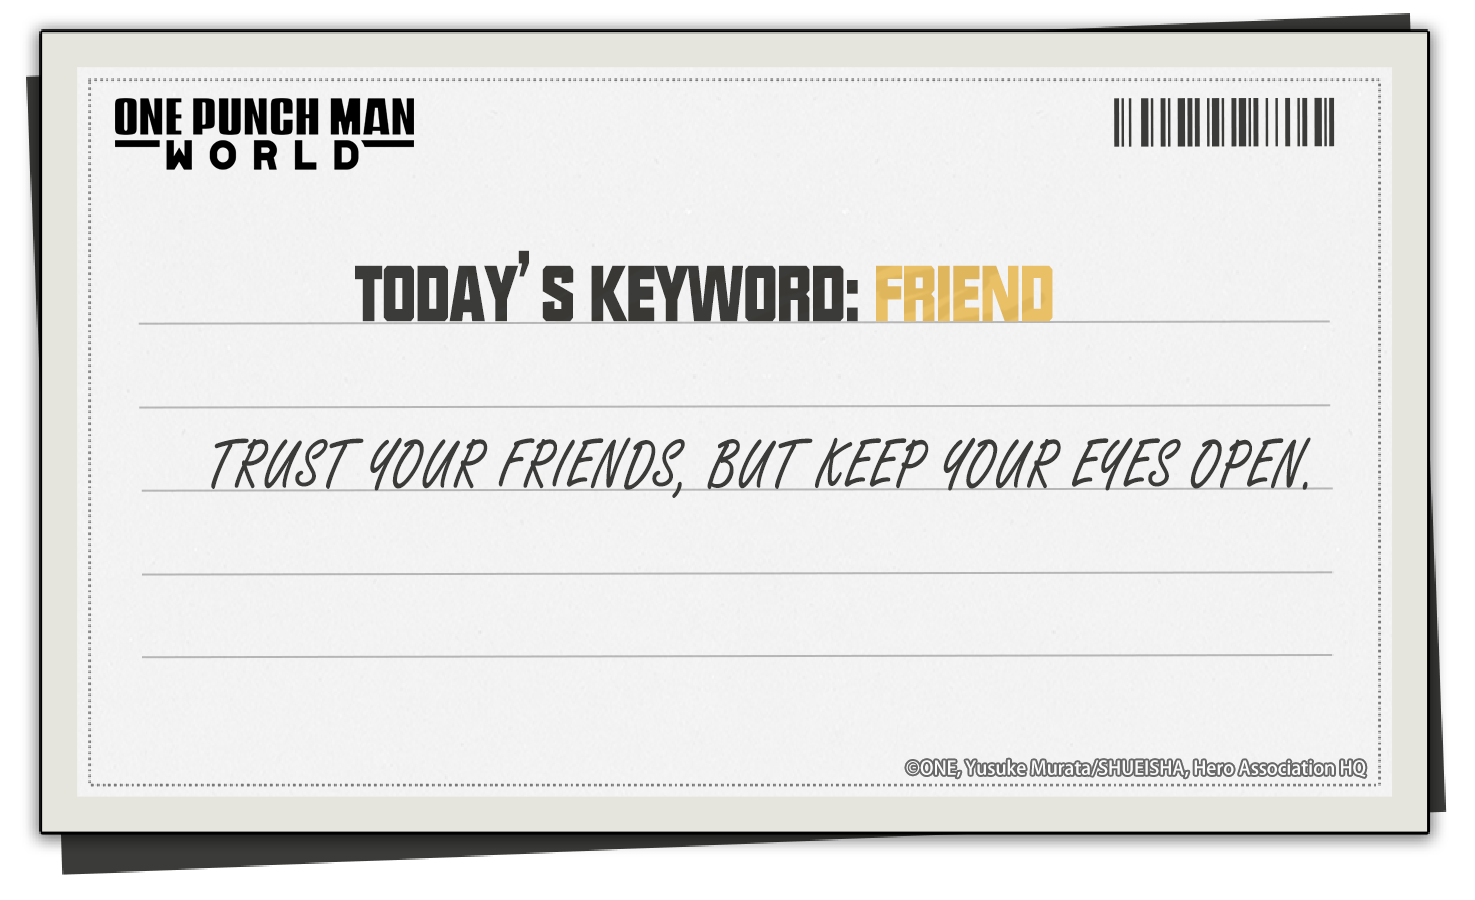 ONE PUNCH MAN
WORLD
TODAY'S KEYWORD: FRIEND
TRUST YOUR FRIENDS, BUT KEEP YOUR EYES OPEN.
©ONE, Yusuke Murata/SHUEISHA, Hero Association HQ